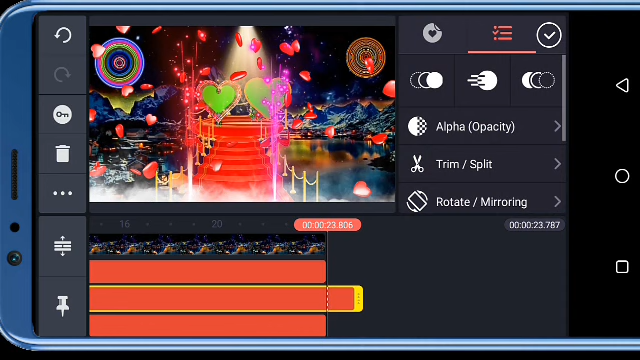 Alpha (Opacity)
Trim / Split
Rotate / Mirroring
16
20
00:00:23.806
00:00:23.787